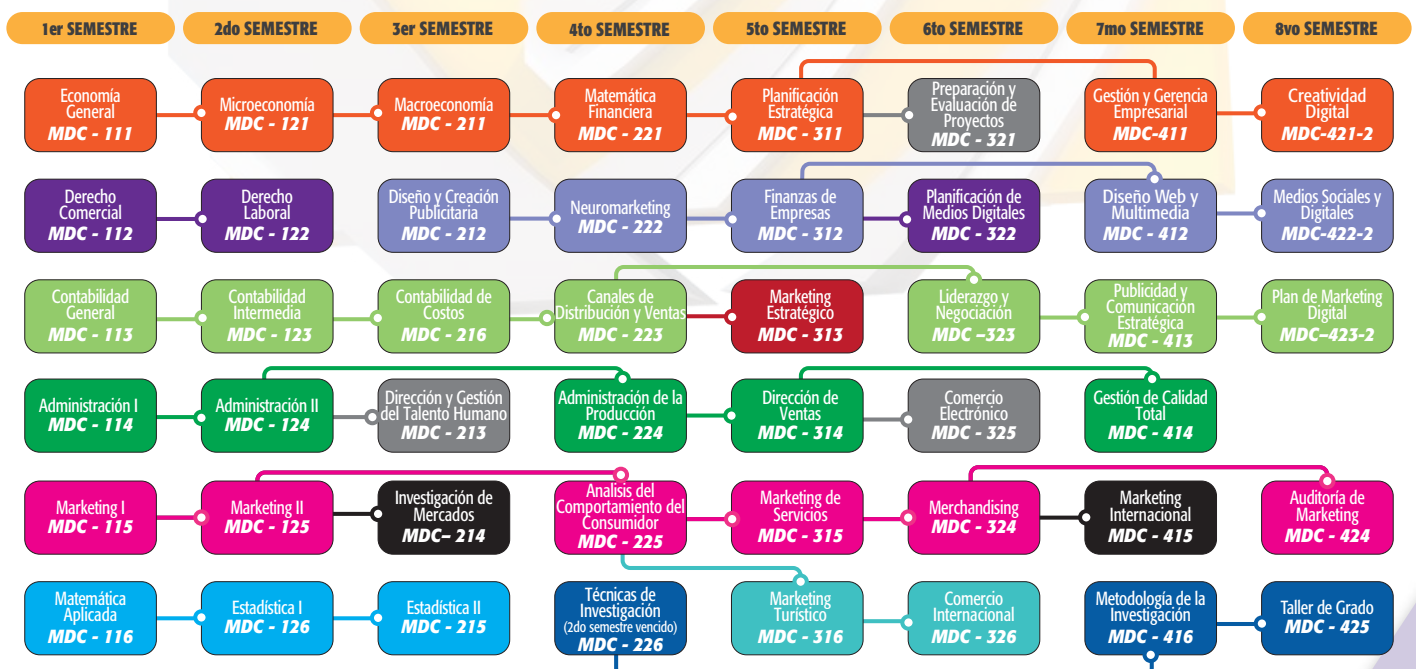 1er SEMESTRE
2do SEMESTRE
3er SEMESTRE
4to SEMESTRE
5to SEMESTRE
6to SEMESTRE
7mo SEMESTRE
8vo SEMESTRE
Economía
General
MDC - 111
Microeconomía
MDC - 121
Macroeconomía
MDC - 211
Matemática
Financiera
MDC - 221
Planificación
Estratégica
MDC - 311
Preparación y
Evaluación de
Proyectos
MDC - 321
Gestión y Gerencia
Empresarial
MDC-411
Creatividad
Digital
MDC-421-2
Derecho
Comercial
MDC - 112
Derecho
Laboral
MDC - 122
Diseño y Creación
Publicitaria
MDC - 212
Neuromarketing
MDC - 222
Finanzas de
Empresas
MDC - 312
Planificación de
Medios Digitales
MDC - 322
Diseño Web y
Multimedia
MDC - 412
Medios Sociales y
Digitales
MDC-422-2
Contabilidad
General
MDC - 113
Contabilidad
Intermedia
MDC - 123
Contabilidad de
Costos
MDC - 216
Canales de
Distribución y Ventas
MDC - 223
Marketing
Estratégico
MDC - 313
Liderazgo y
Negociación
MDC –323
Publicidad y
Comunicación
Estratégica
MDC - 413
Plan de Marketing
Digital
MDC–423-2
Administración I
MDC - 114
Administración II
MDC - 124
Dirección y Gestión
del Talento Humano
MDC - 213
Administración de la
Producción
MDC - 224
Dirección de
Ventas
MDC - 314
Comercio
Electrónico
MDC - 325
Gestión de Calidad
Total
MDC - 414
Marketing I
MDC - 115
Marketing II
MDC - 125
Investigación de
Mercados
MDC– 214
Analisis del
Comportamiento del
Consumidor
MDC - 225
Marketing de
Servicios
MDC - 315
Merchandising
MDC - 324
Marketing
Internacional
MDC - 415
Auditoría de
Marketing
MDC - 424
Matemática
Aplicada
MDC - 116
Estadística I
MDC - 126
Estadística II
MDC - 215
Técnicas de
Investigación
(2do semestre vencido)
MDC - 226
Marketing
Turístico
MDC - 316
Comercio
Internacional
MDC - 326
Metodología de la
Investigación
MDC - 416
Taller de Grado
MDC - 425